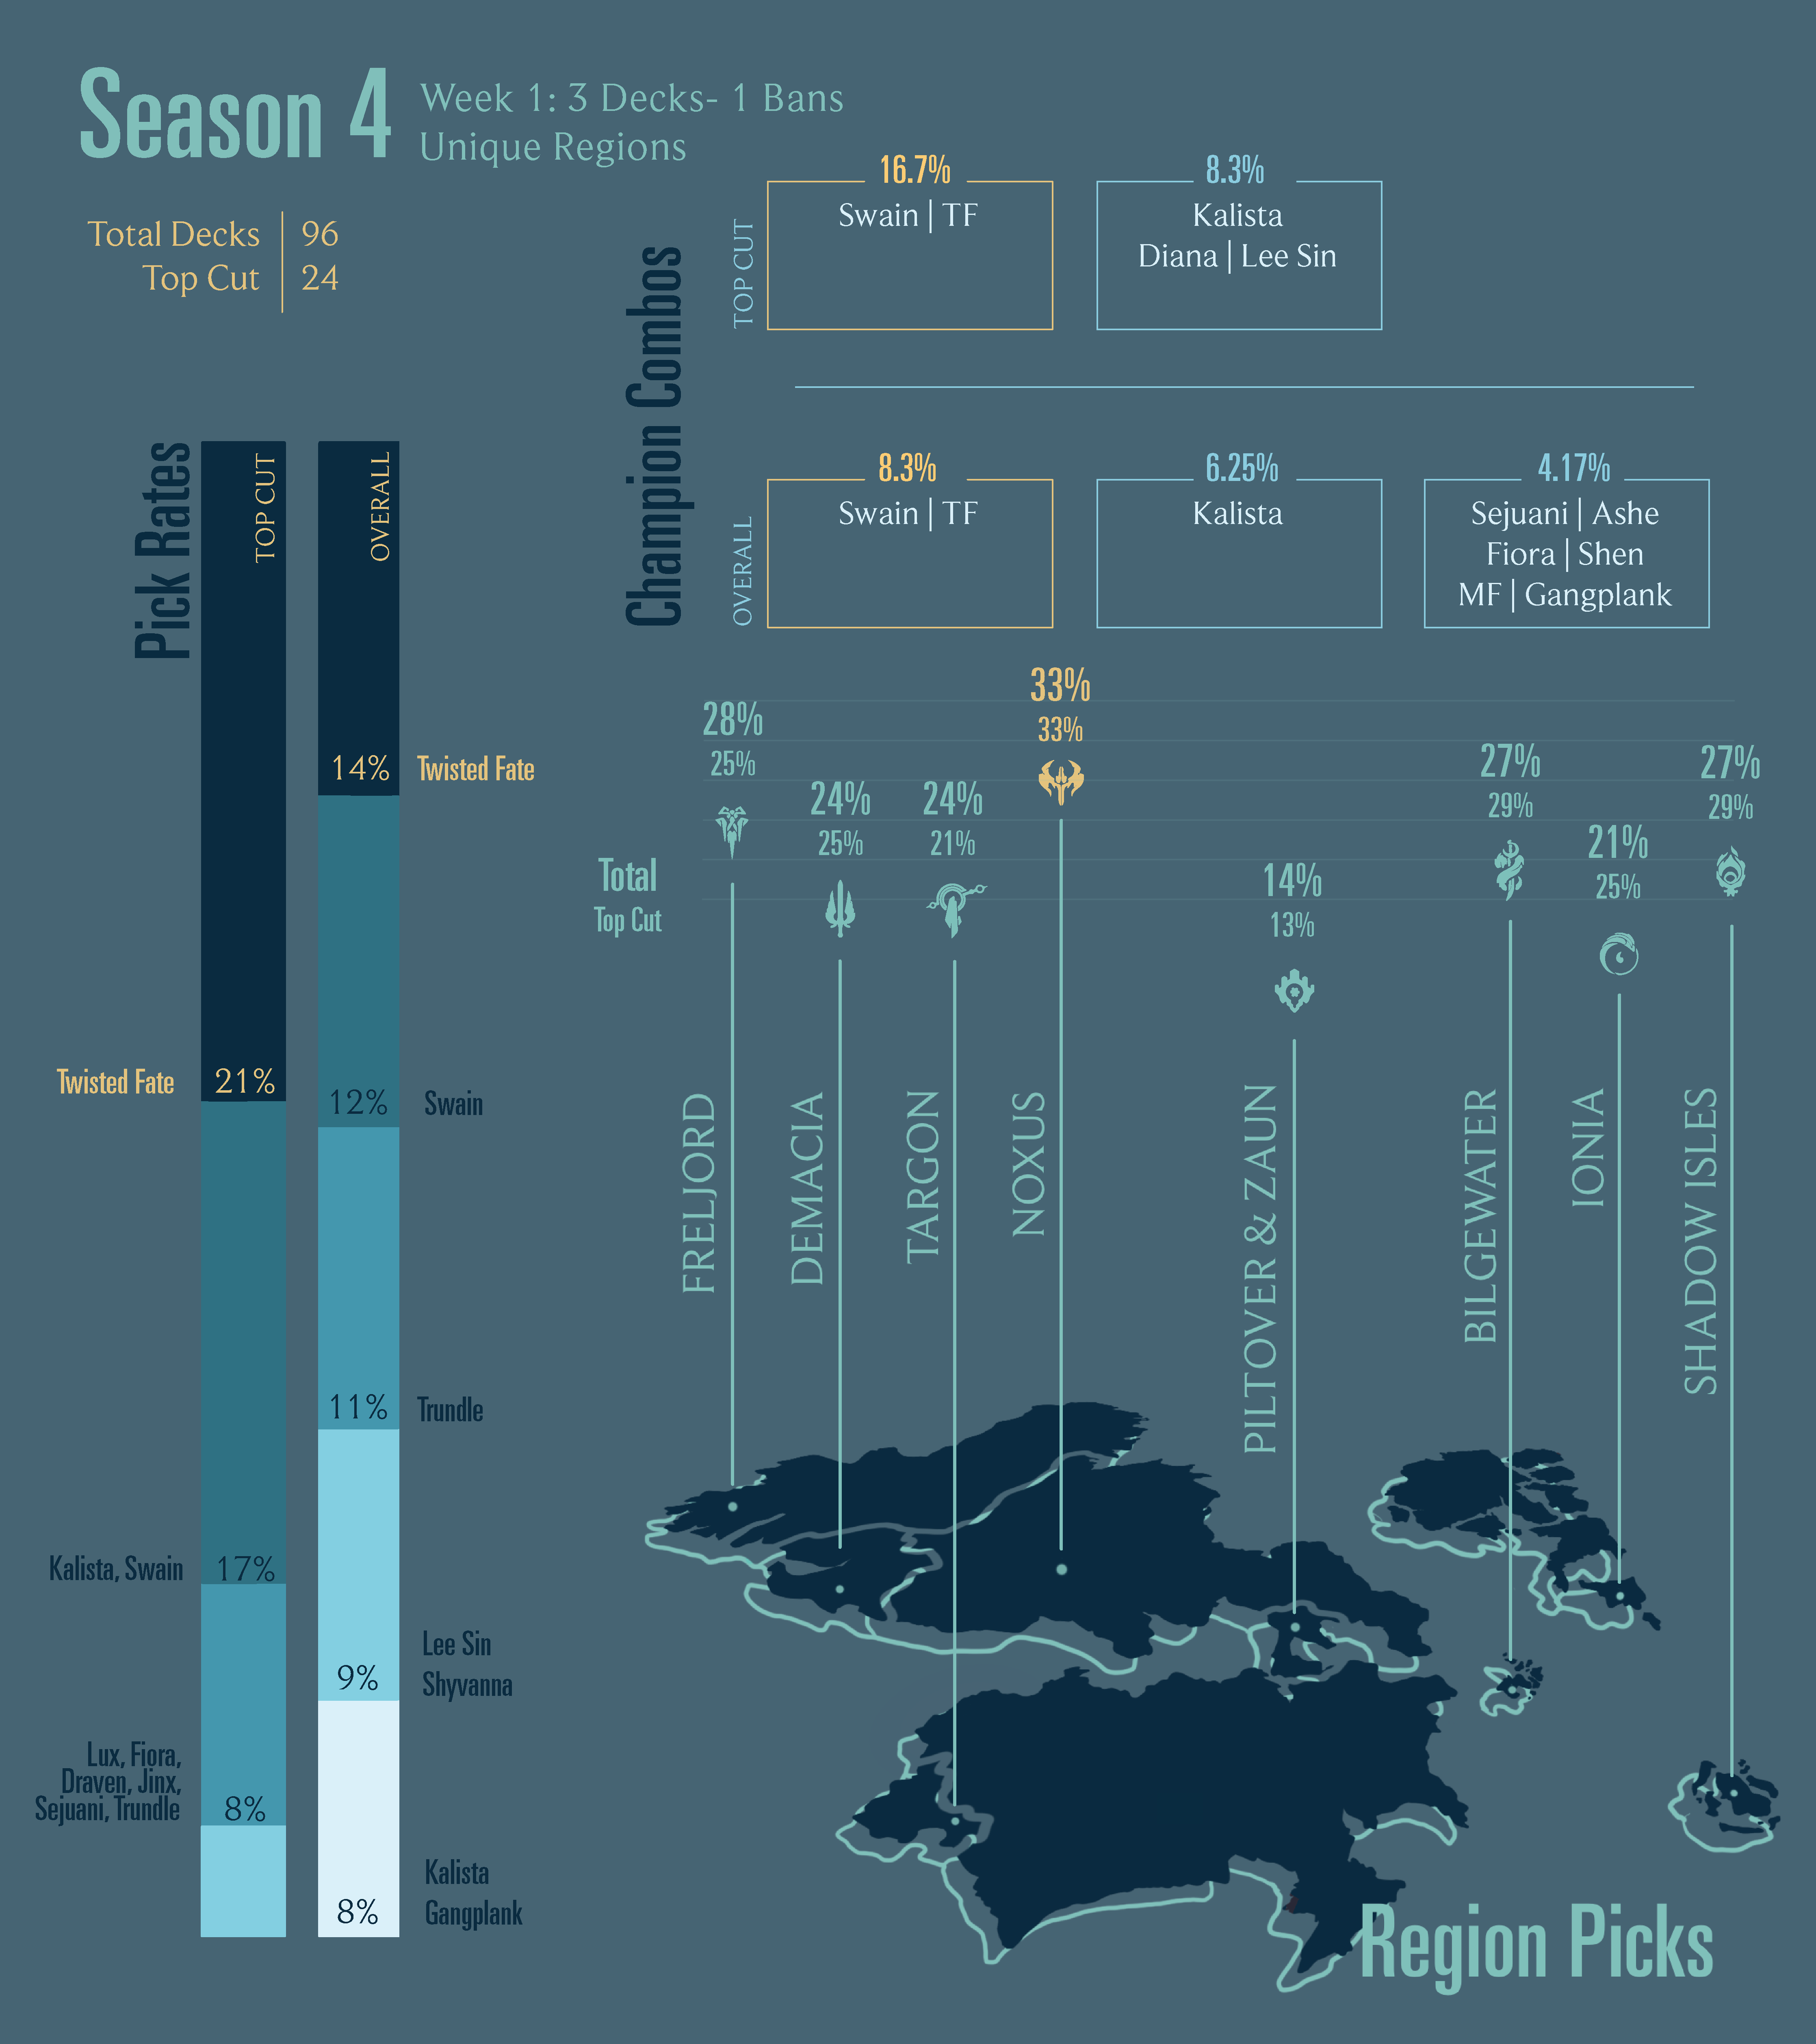 Season 4
Week 1: 3 Decks- 1 Bans
Unique Regions
Total Decks 96
Top Cut 24
Champion Combos
TOP CUT
16.7%
Swain | TF
8.3%
Kalista
Diana | Lee Sin
OVERALL
8.3%
Swain | TF
6.25%
Kalista
4.17%
Sejuani | Ashe
Fiora | Shen
MF | Gangplank
Pick Rates
TOP CUT
Twisted Fate 21%
Kalista, Swain 17%
Lux, Fiora,
Draven, Jinx,
Sejuani, Trundle 8%
OVERALL
14% Twisted Fate
12% Swain
11% Trundle
Lee Sin
9% Shyvanna
Kalista
8% Gangplank
Total
Top Cut
28%
25%
FRELJORD
24%
25%
DEMACIA
24%
21%
TARGON
33%
33%
NOXUS
14%
13%
PILTOVER & ZAUN
27%
29%
BILGEWATER
21%
25%
IONIA
27%
29%
SHADOW ISLES
Region Picks